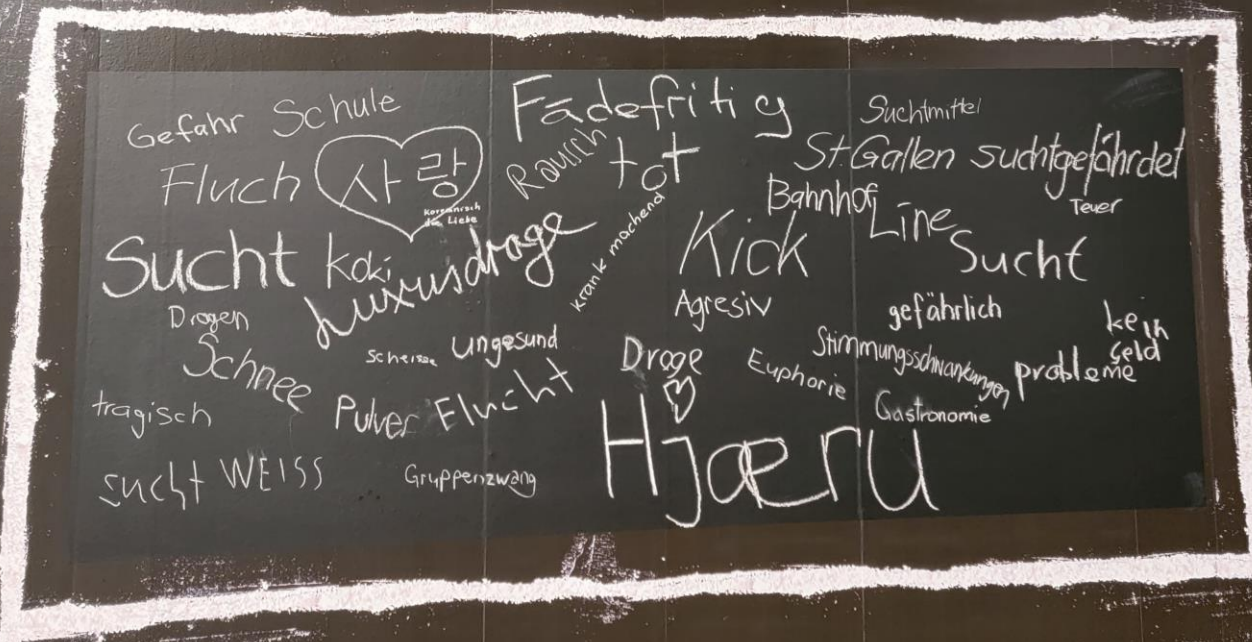 Gefahr Schule
Fädefritig
Suchtmittel
Fluch
사랑
Koreanisch
die Liebe
Rausch
tot
St.Gallen suchtgefährdet
Bahnhof
Teuer
Line
Sucht koki
Luxusdroge
krank machend
Kick
Sucht
Drogen
Agresiv
gefährlich
kein
geld
Schnee
Scheisse
ungesund
Droge
Euphorie
Stimmungsschwankungen
probleme
tragisch
Pulver Flucht
Gastronomie
Hjæru
sucht WEISS
Gruppenzwang